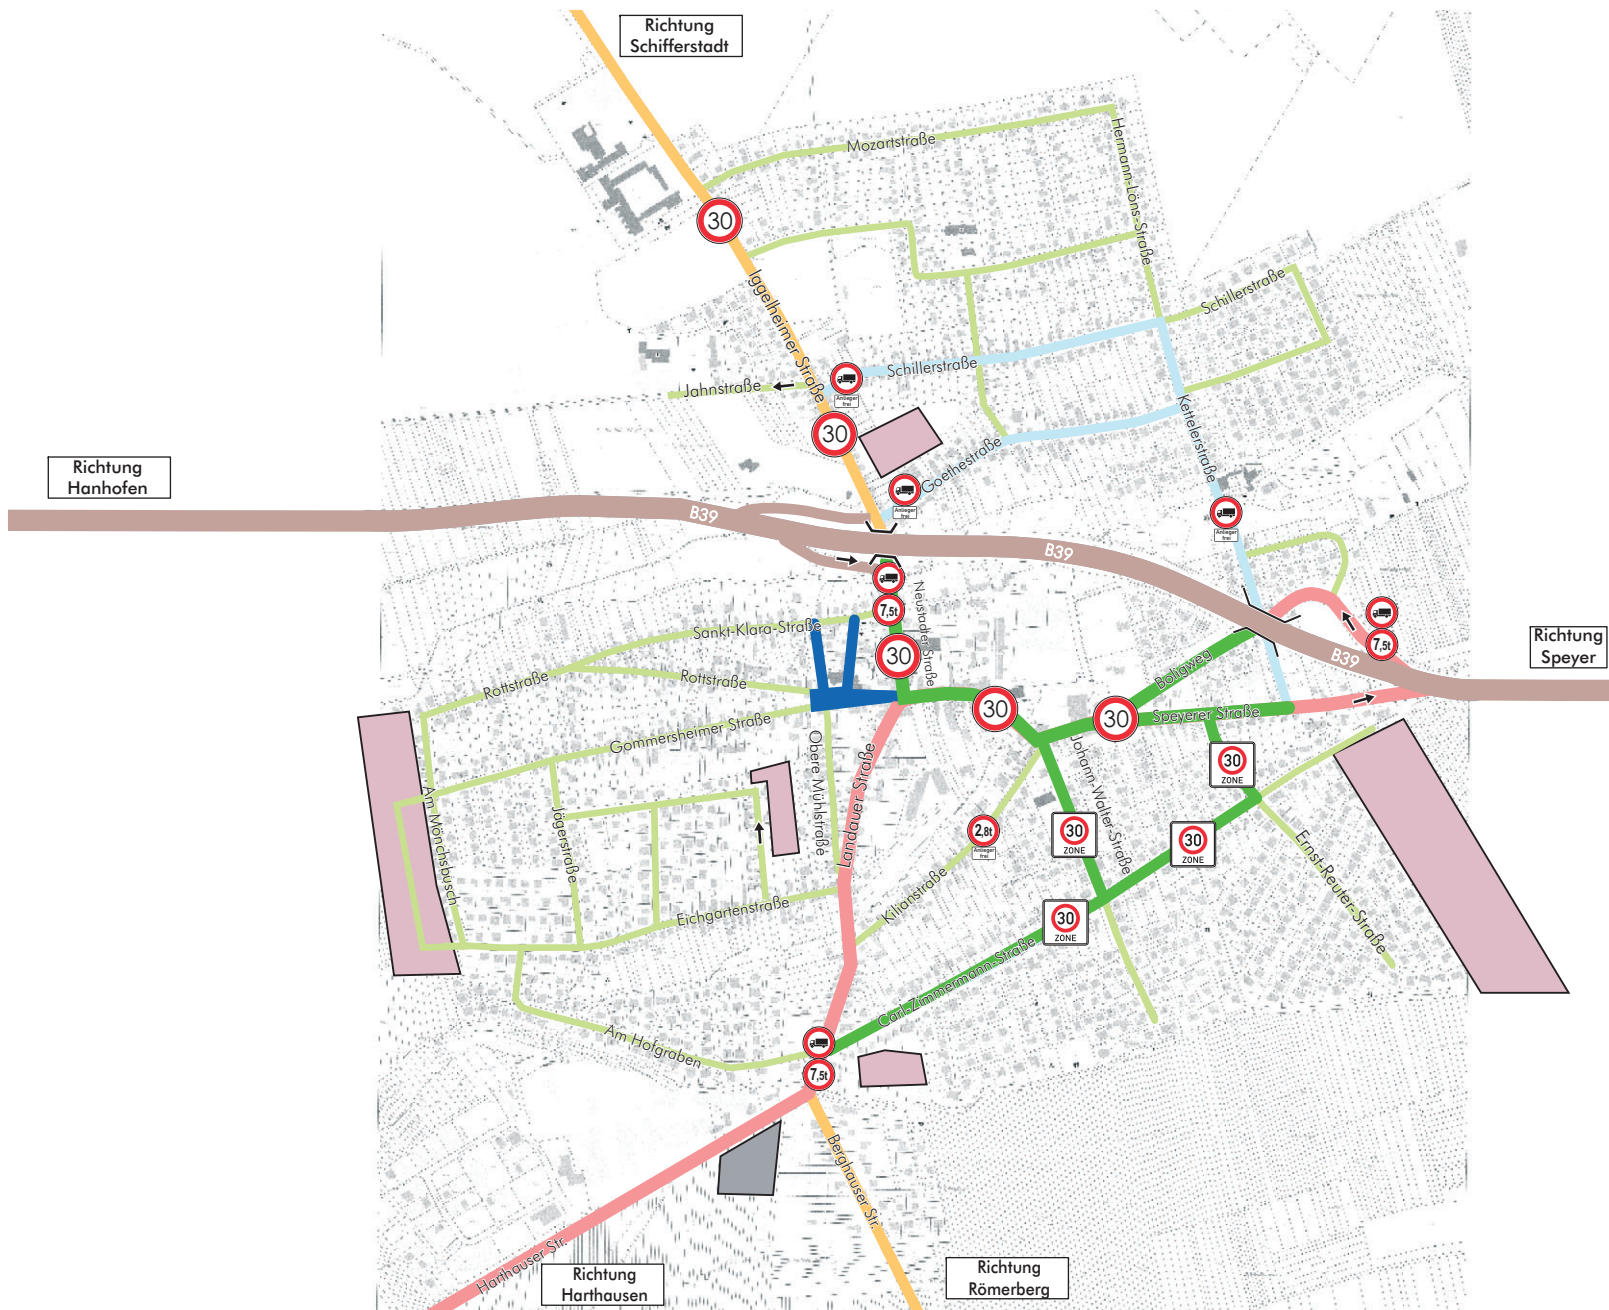 Richtung
Schifferstadt
Mozartstraße
Hermann-Löns-Straße
30
Iggelheimer Straße
Schillerstraße
Schillerstraße
Jahnstraße
Anlieger
frei
30
Kettelerstraße
Goethestraße
Richtung
Hanhofen
Anlieger
frei
Anlieger
frei
B39
B39
Neustadter Straße
7,5t
Sankt-Klara-Straße
30
7,5t
B39
Richtung
Speyer
Rottstraße
Rottstraße
Böhgweg
30
30
Speyerer Straße
Gommersheimer Straße
Obere Mühlstraße
Landauer Straße
Johann-Walter-Straße
30
ZONE
Am Mönchsbusch
Jägerstraße
2,8t
Anlieger
frei
30
ZONE
30
ZONE
Ernst-Reuter-Straße
Eichgartenstraße
Kilianstraße
30
ZONE
Carl-Zimmermann-Straße
Am Hofgraben
7,5t
Berghauser Str.
Harthauser Str.
Richtung
Harthausen
Richtung
Römerberg